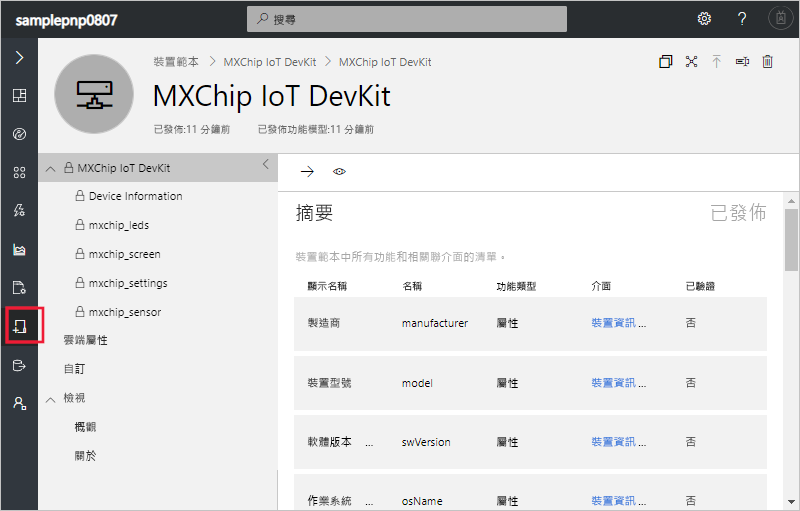 samplepnp0807
搜尋
?
裝置範本 > MXChip IoT DevKit > MXChip IoT DevKit
MXChip IoT DevKit
已發佈:11 分鐘前 已發佈功能模型:11 分鐘前
MXChip IoT DevKit
Device Information
mxchip_leds
mxchip_screen
mxchip_settings
mxchip_sensor
雲端屬性
自訂
檢視
概觀
關於
摘要 已發佈
裝置範本中所有功能和相關聯介面的清單。
顯示名稱 名稱 功能類型 介面 已驗證
製造商 manufacturer 屬性 裝置資訊 ... 否
裝置型號 model 屬性 裝置資訊 ... 否
軟體版本 ... swVersion 屬性 裝置資訊 ... 否
作業系統 ... osName 屬性 裝置資訊 ... 否